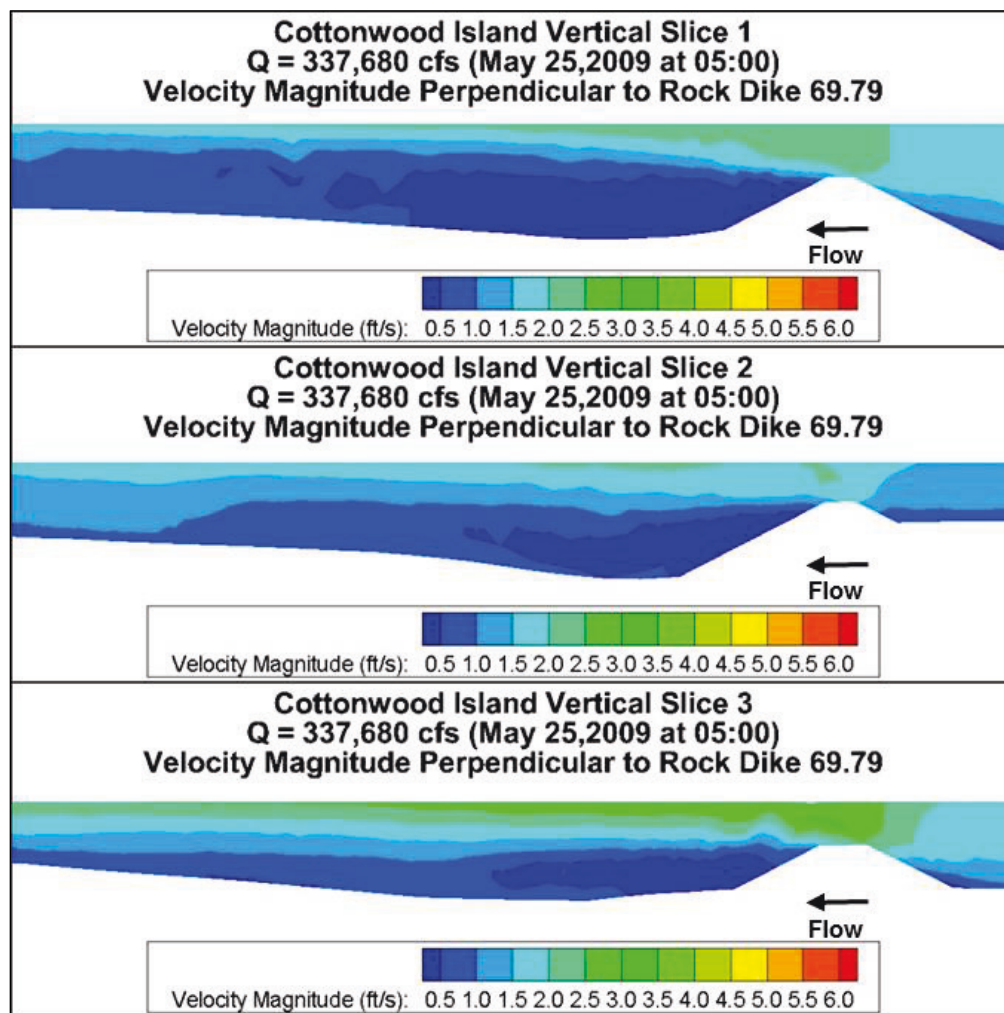 Cottonwood Island Vertical Slice 1
Q = 337,680 cfs (May 25,2009 at 05:00)
Velocity Magnitude Perpendicular to Rock Dike 69.79
Flow
Velocity Magnitude (ft/s): 0.5 1.0 1.5 2.0 2.5 3.0 3.5 4.0 4.5 5.0 5.5 6.0
Cottonwood Island Vertical Slice 2
Q = 337,680 cfs (May 25,2009 at 05:00)
Velocity Magnitude Perpendicular to Rock Dike 69.79
Flow
Velocity Magnitude (ft/s): 0.5 1.0 1.5 2.0 2.5 3.0 3.5 4.0 4.5 5.0 5.5 6.0
Cottonwood Island Vertical Slice 3
Q = 337,680 cfs (May 25,2009 at 05:00)
Velocity Magnitude Perpendicular to Rock Dike 69.79
Flow
Velocity Magnitude (ft/s): 0.5 1.0 1.5 2.0 2.5 3.0 3.5 4.0 4.5 5.0 5.5 6.0